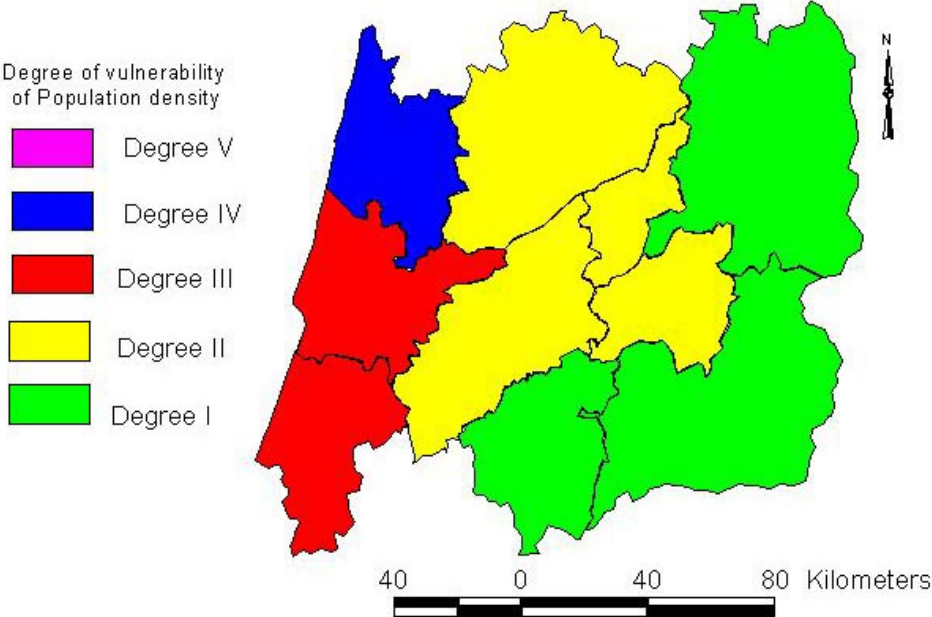 Degree of vulnerability
of Population density
Degree V
Degree IV
Degree III
Degree II
Degree I
N
40 0 40 80 Kilometers